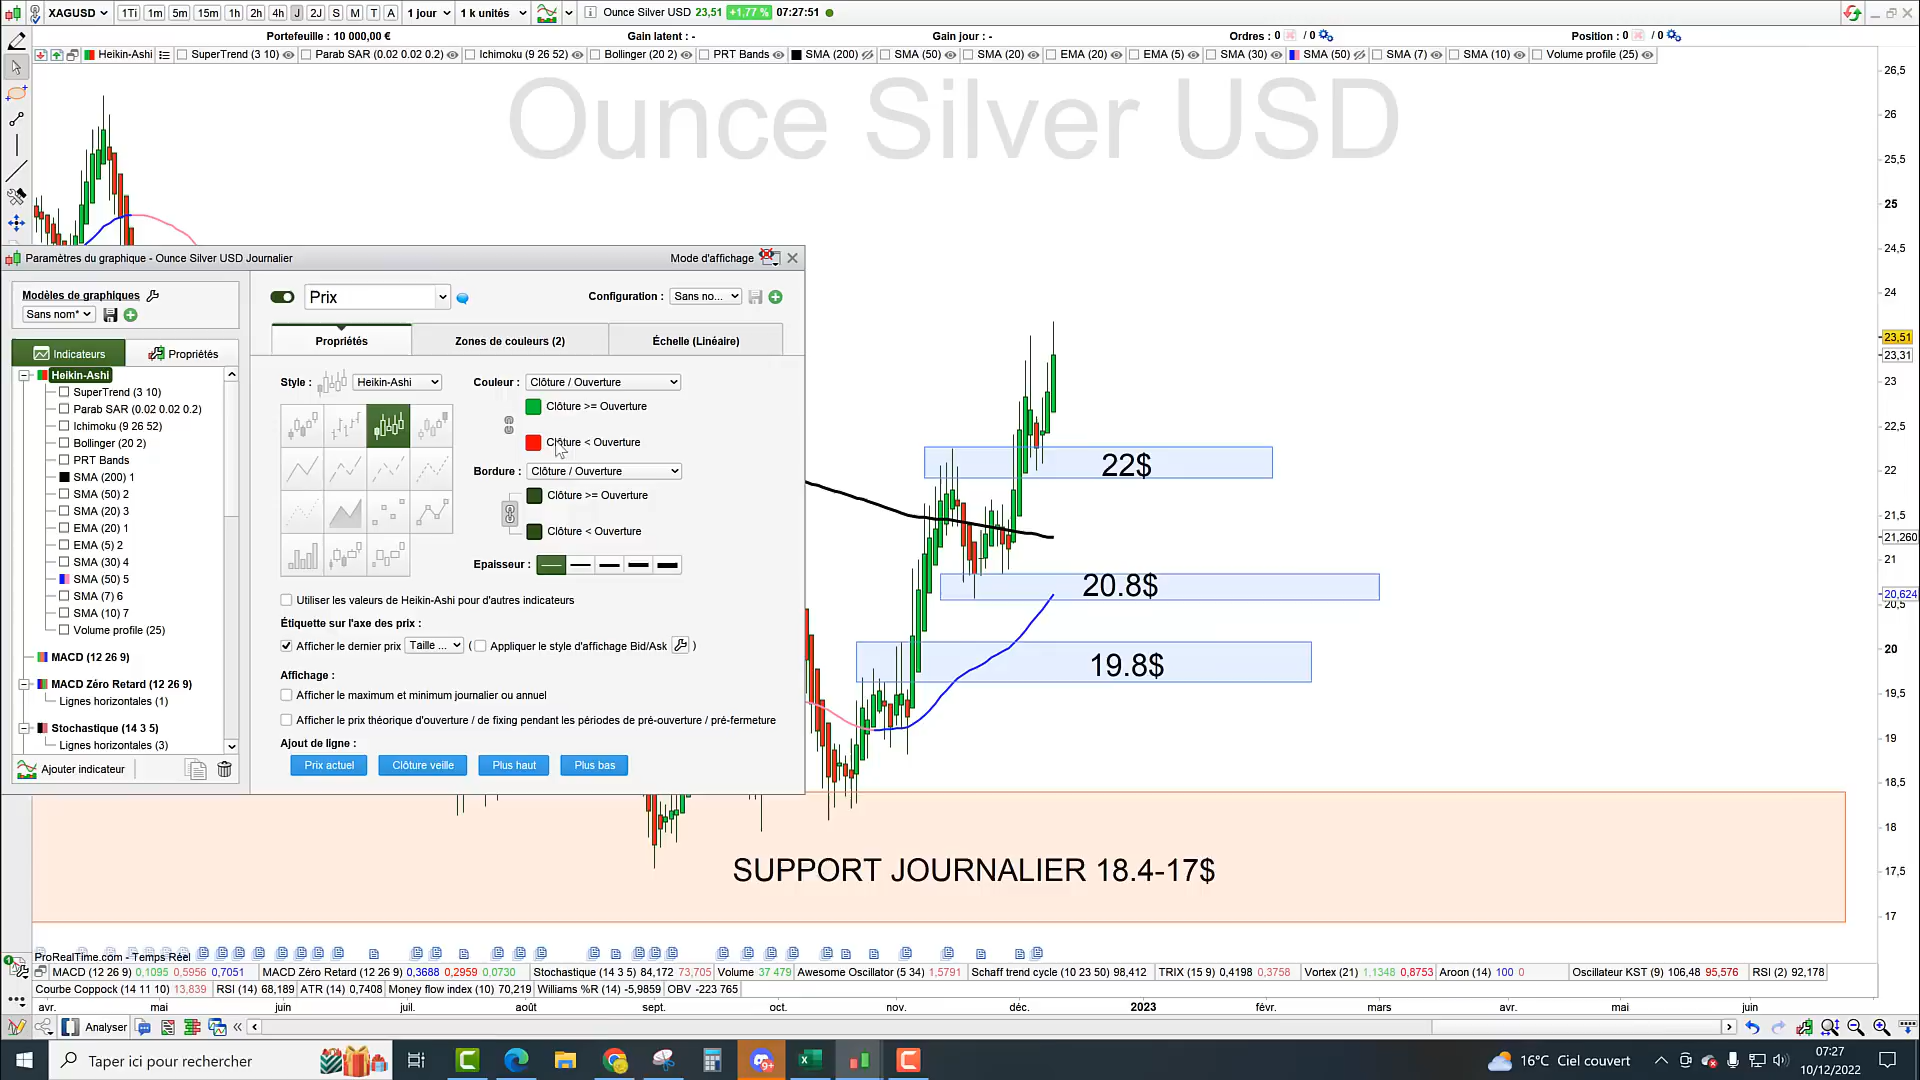 XAGUSD 1Ti 1m 5m 15m 1h 2h 4h J 2J S M T A 1 jour 1 k unités Ounce Silver USD 23,51 +1,77 % 07:27:51
Portefeuille : 10 000,00 € Gain latent : - Gain jour : - Ordres : 0 / 0 Position : 0 / 0
Heikin-Ashi SuperTrend (3 10) Parab SAR (0.02 0.02 0.2) Ichimoku (9 26 52) Bollinger (20 2) PRT Bands SMA (200) SMA (50) SMA (20) EMA (20) EMA (5) SMA (30) SMA (50) SMA (7) SMA (10) Volume profile (25)
Ounce Silver USD
26,5
26
25,5
25
24,5
24
23,51
23,31
23
22,5
22
21,5
21,260
21
20,624
20,5
20
19,5
19
18,5
18
17,5
17
Paramètres du graphique - Ounce Silver USD Journalier Mode d'affichage
Modèles de graphiques
Sans nom*
Indicateurs Propriétés
Heikin-Ashi
SuperTrend (3 10)
Parab SAR (0.02 0.02 0.2)
Ichimoku (9 26 52)
Bollinger (20 2)
PRT Bands
SMA (200) 1
SMA (50) 2
SMA (20) 3
EMA (20) 1
EMA (5) 2
SMA (30) 4
SMA (50) 5
SMA (7) 6
SMA (10) 7
Volume profile (25)
MACD (12 26 9)
MACD Zéro Retard (12 26 9)
Lignes horizontales (1)
Stochastique (14 3 5)
Lignes horizontales (3)
Ajouter indicateur
Prix Configuration : Sans no...
Propriétés Zones de couleurs (2) Échelle (Linéaire)
Style : Heikin-Ashi Couleur : Clôture / Ouverture
Clôture >= Ouverture
Clôture < Ouverture
Bordure : Clôture / Ouverture
Clôture >= Ouverture
Clôture < Ouverture
Epaisseur :
Utiliser les valeurs de Heikin-Ashi pour d'autres indicateurs
Étiquette sur l'axe des prix :
Afficher le dernier prix Taille ... ( Appliquer le style d'affichage Bid/Ask )
Affichage :
Afficher le maximum et minimum journalier ou annuel
Afficher le prix théorique d'ouverture / de fixing pendant les périodes de pré-ouverture / pré-fermeture
Ajout de ligne :
Prix actuel Clôture veille Plus haut Plus bas
22$
20.8$
19.8$
SUPPORT JOURNALIER 18.4-17$
ProRealTime.com - Temps Réel
MACD (12 26 9) 0,1095 0,5956 0,7051 MACD Zéro Retard (12 26 9) 0,3688 0,2959 0,0730 Stochastique (14 3 5) 84,172 73,705 Volume 37 479 Awesome Oscillator (5 34) 1,5791 Schaff trend cycle (10 23 50) 98,412 TRIX (15 9) 0,4198 0,3758 Vortex (21) 1,1348 0,8753 Aroon (14) 100 0 Oscillateur KST (9) 106,48 95,576 RSI (2) 92,178
Courbe Coppock (14 11 10) 13,839 RSI (14) 68,189 ATR (14) 0,7408 Money flow index (10) 70,219 Williams %R (14) -5,9859 OBV -223 765
avr. mai juin juil. août sept. oct. nov. déc. 2023 févr. mars avr. mai juin
Analyser
Taper ici pour rechercher 9+ 16°C Ciel couvert 07:27
10/12/2022